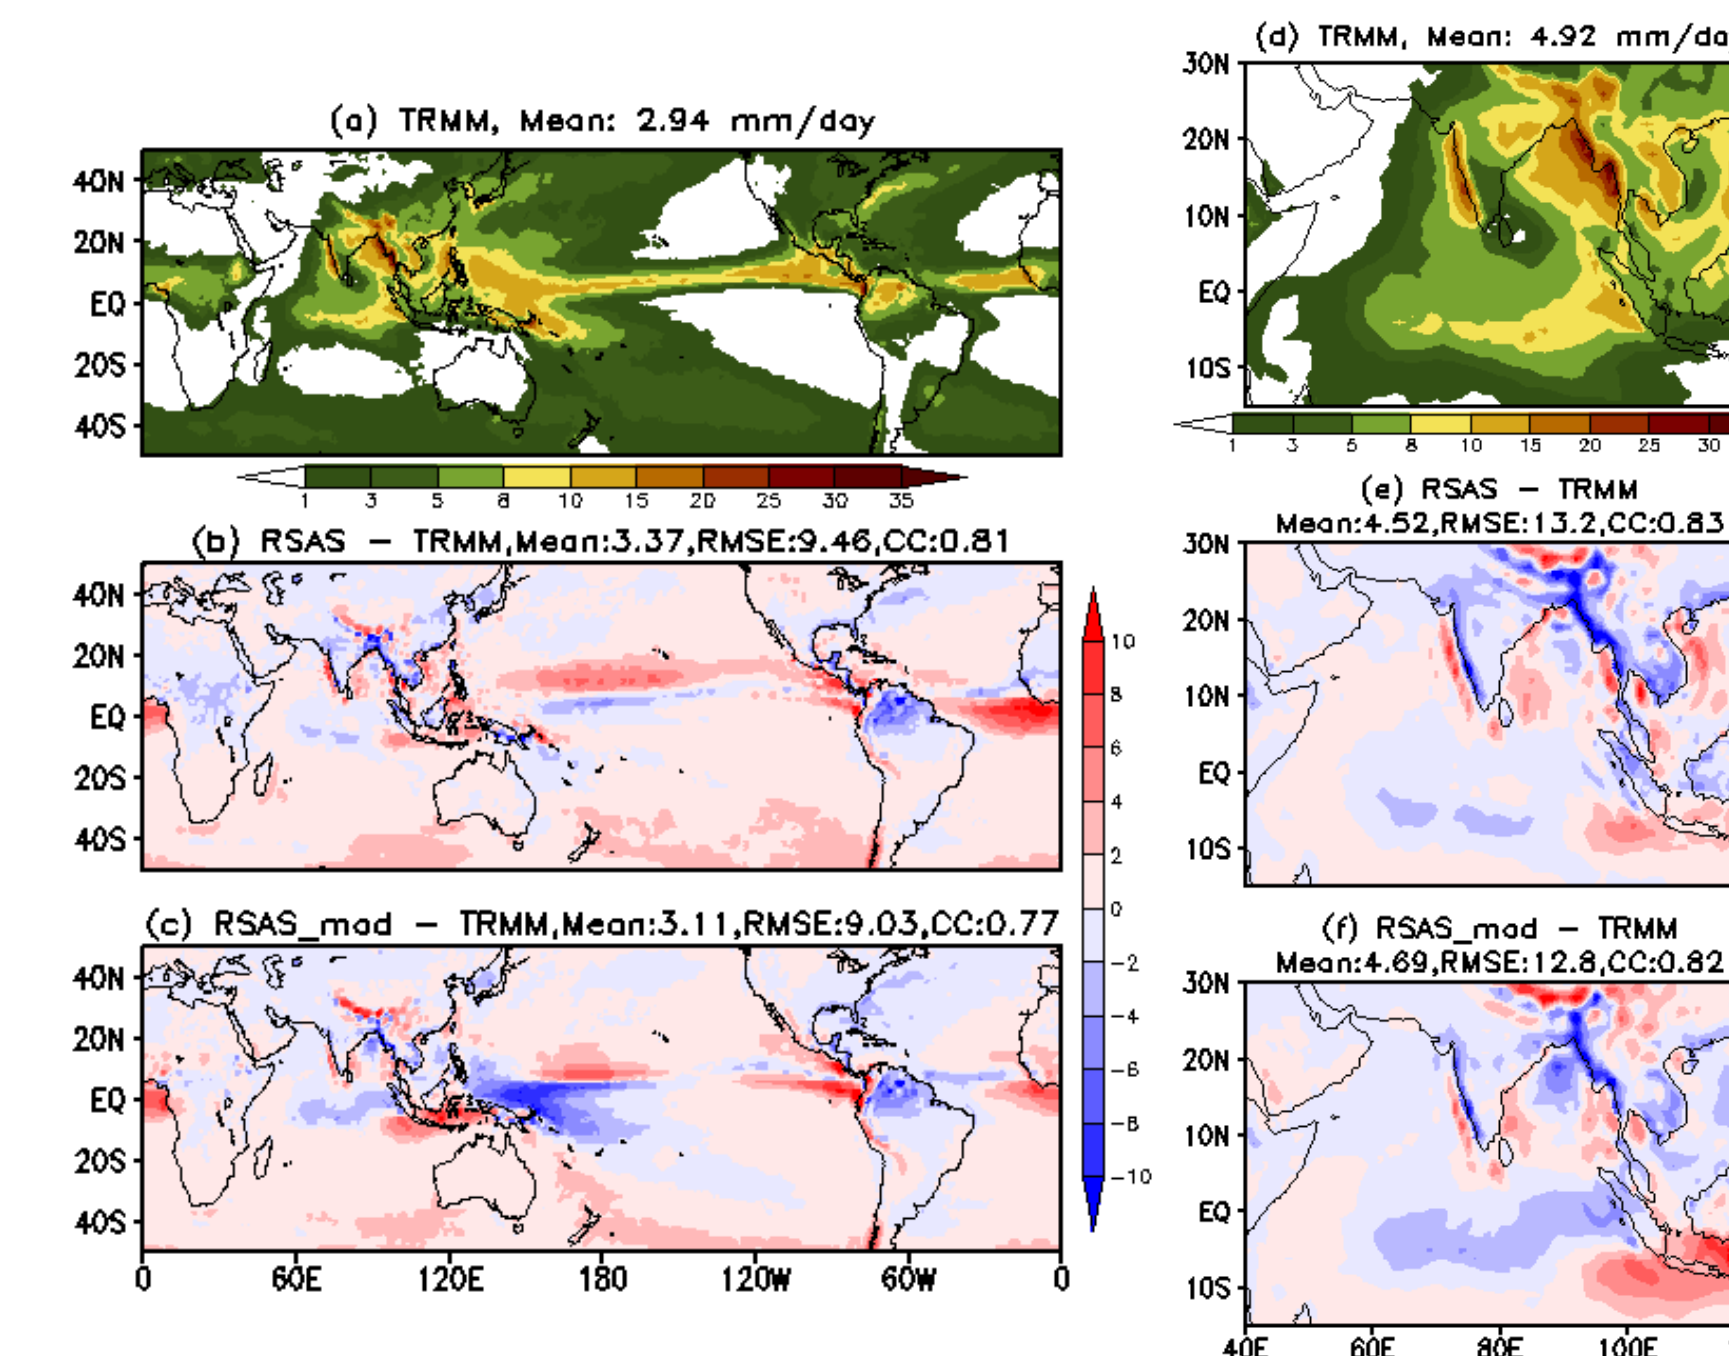 (a) TRMM, Mean: 2.94 mm/day
40N
20N
EQ
20S
40S
1 3 5 8 10 15 20 25 30 35
(b) RSAS – TRMM,Mean:3.37,RMSE:9.46,CC:0.81
40N
20N
EQ
20S
40S
(c) RSAS_mod – TRMM,Mean:3.11,RMSE:9.03,CC:0.77
40N
20N
EQ
20S
40S
0 60E 120E 180 120W 60W 0
10
8
6
4
2
0
−2
−4
−6
−8
−10
(d) TRMM, Mean: 4.92 mm/da
30N
20N
10N
EQ
10S
1 3 5 8 10 15 20 25 30
(e) RSAS – TRMM
Mean:4.52,RMSE:13.2,CC:0.83
30N
20N
10N
EQ
10S
(f) RSAS_mod – TRMM
Mean:4.69,RMSE:12.8,CC:0.82
30N
20N
10N
EQ
10S
40E 60E 80E 100E